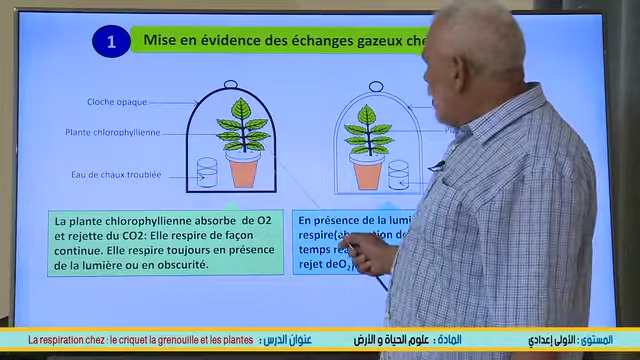 1
Mise en évidence des échanges gazeux che
Cloche opaque
Plante chlorophyllienne
Eau de chaux troublée
La plante chlorophyllienne absorbe de O2
et rejette du CO2: Elle respire de façon
continue. Elle respire toujours en présence
de la lumière ou en obscurité.
En présence de la lumi
respire(absorption de
temps
rejet deO2
La respiration chez : le criquet la grenouille et les plantes
عنوان الدرس :
المادة : علوم الحياة و الأرض
المستوى : الأولى إعدادي